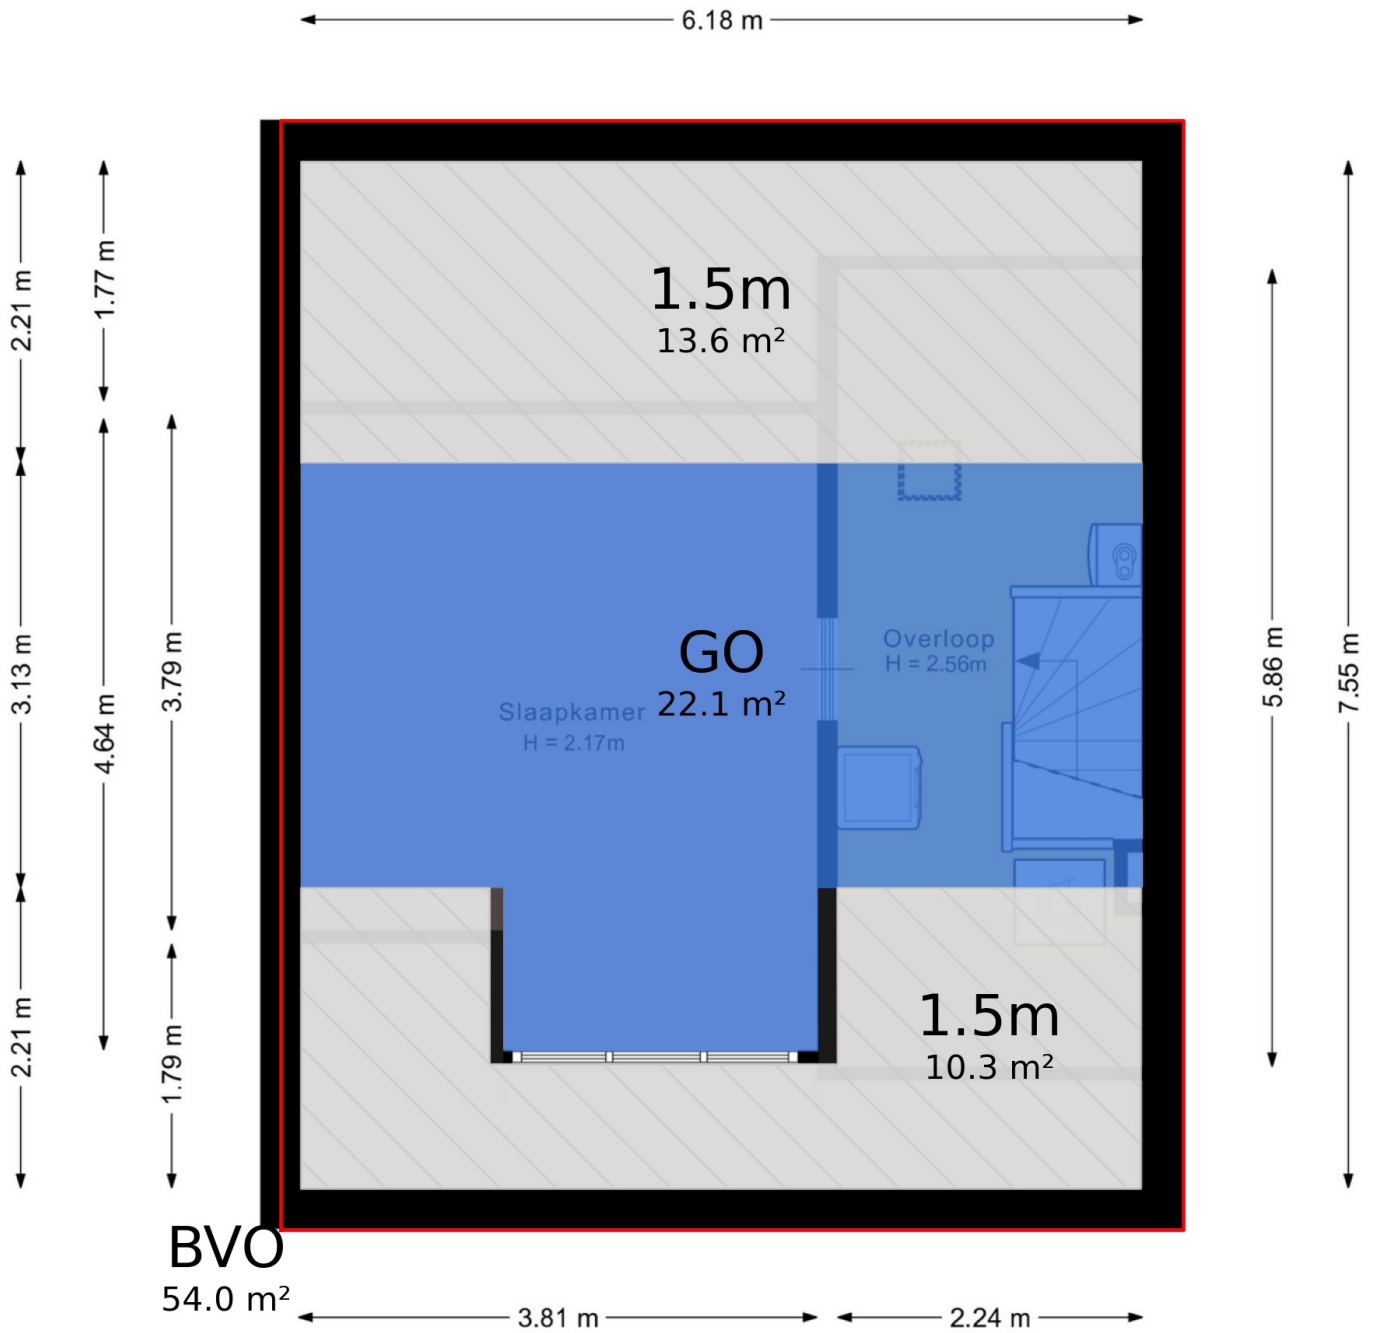 6.18 m
2.21 m
1.77 m
1.5m
13.6 m²
3.13 m
4.64 m
3.79 m
GO
22.1 m²
Slaapkamer
H = 2.17m
Overloop
H = 2.56m
5.86 m
7.55 m
2.21 m
1.79 m
1.5m
10.3 m²
BVO
54.0 m²
3.81 m
2.24 m